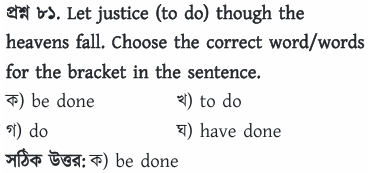 প্রশ্ন ৮১. Let justice (to do) though the
heavens fall. Choose the correct word/words
for the bracket in the sentence.
ক) be done খ) to do
গ) do ঘ) have done
সঠিক উত্তর: ক) be done